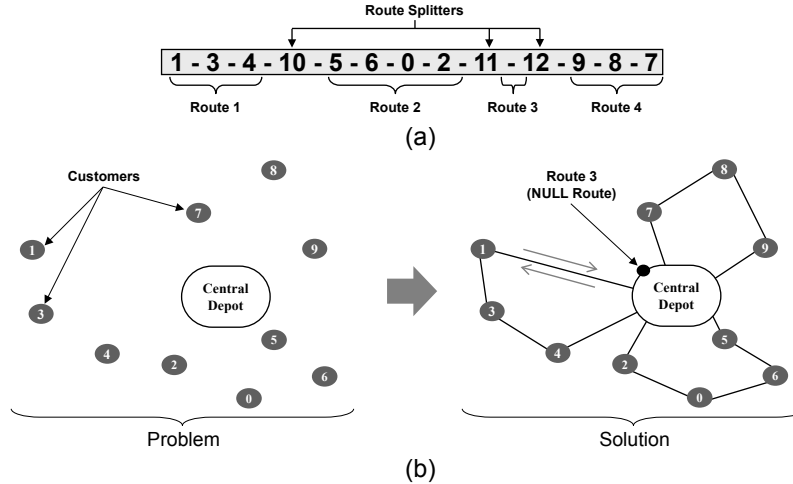 Route Splitters
1 - 3 - 4 - 10 - 5 - 6 - 0 - 2 - 11 - 12 - 9 - 8 - 7
Route 1
Route 2
Route 3
Route 4
(a)
Customers
8
7
1
9
Central
Depot
3
5
4
2
6
0
Problem
Route 3
(NULL Route)
8
7
1
9
Central
Depot
3
5
4
2
6
0
Solution
(b)